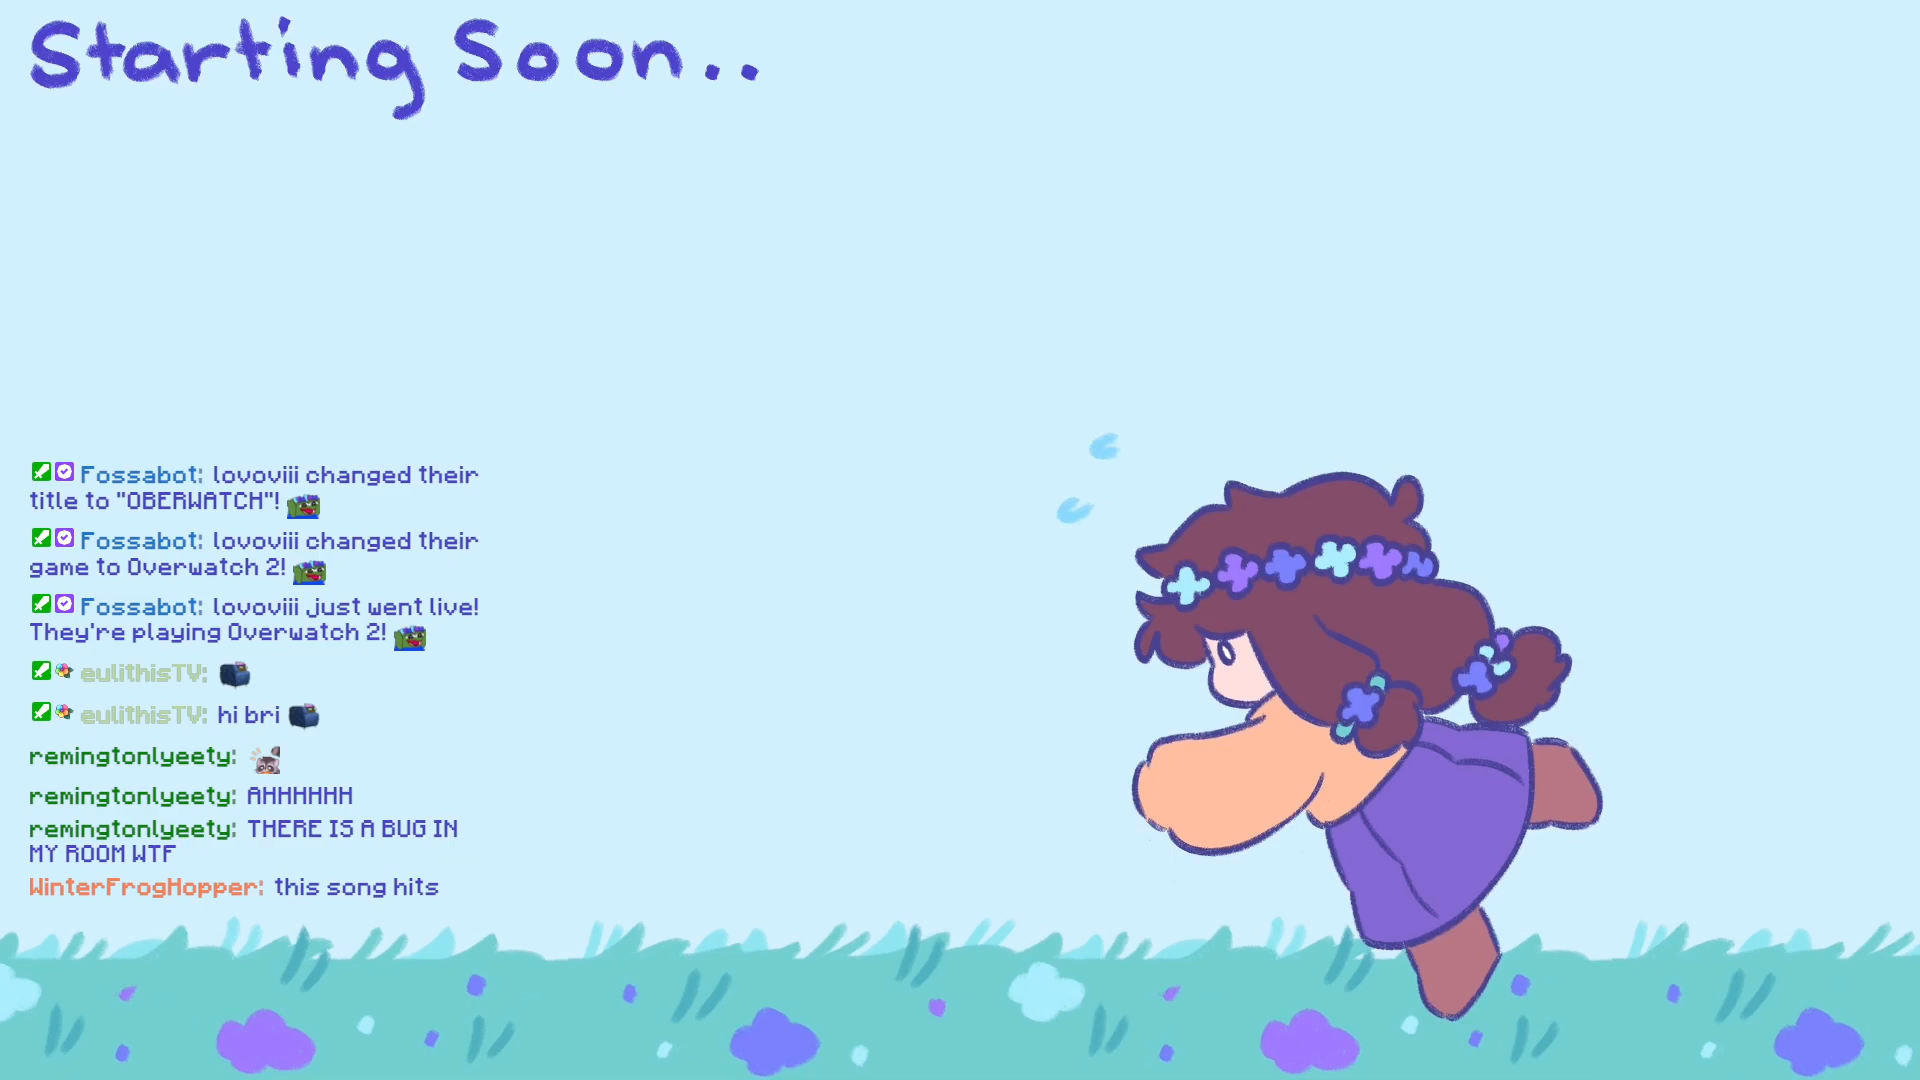 Starting Soon..
Fossabot: lovoviii changed their
title to "OBERWATCH"!
Fossabot: lovoviii changed their
game to Overwatch 2!
Fossabot: lovoviii just went live!
They're playing Overwatch 2!
eulithisTV:
eulithisTV: hi bri
remingtonlyeety:
remingtonlyeety: AHHHHHH
remingtonlyeety: THERE IS A BUG IN
MY ROOM WTF
WinterFrogHopper: this song hits